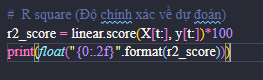 # R square (Độ chính xác về dự đoán)
r2_score = linear.score(X[t:], y[t:])*100
print(float("{0:.2f}".format(r2_score)))